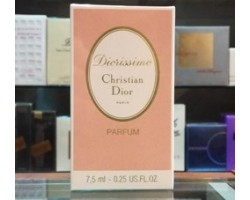 Diorissimo
Christian
Dior
PARFUM
7,5 ml - 0.25 US FL.OZ.